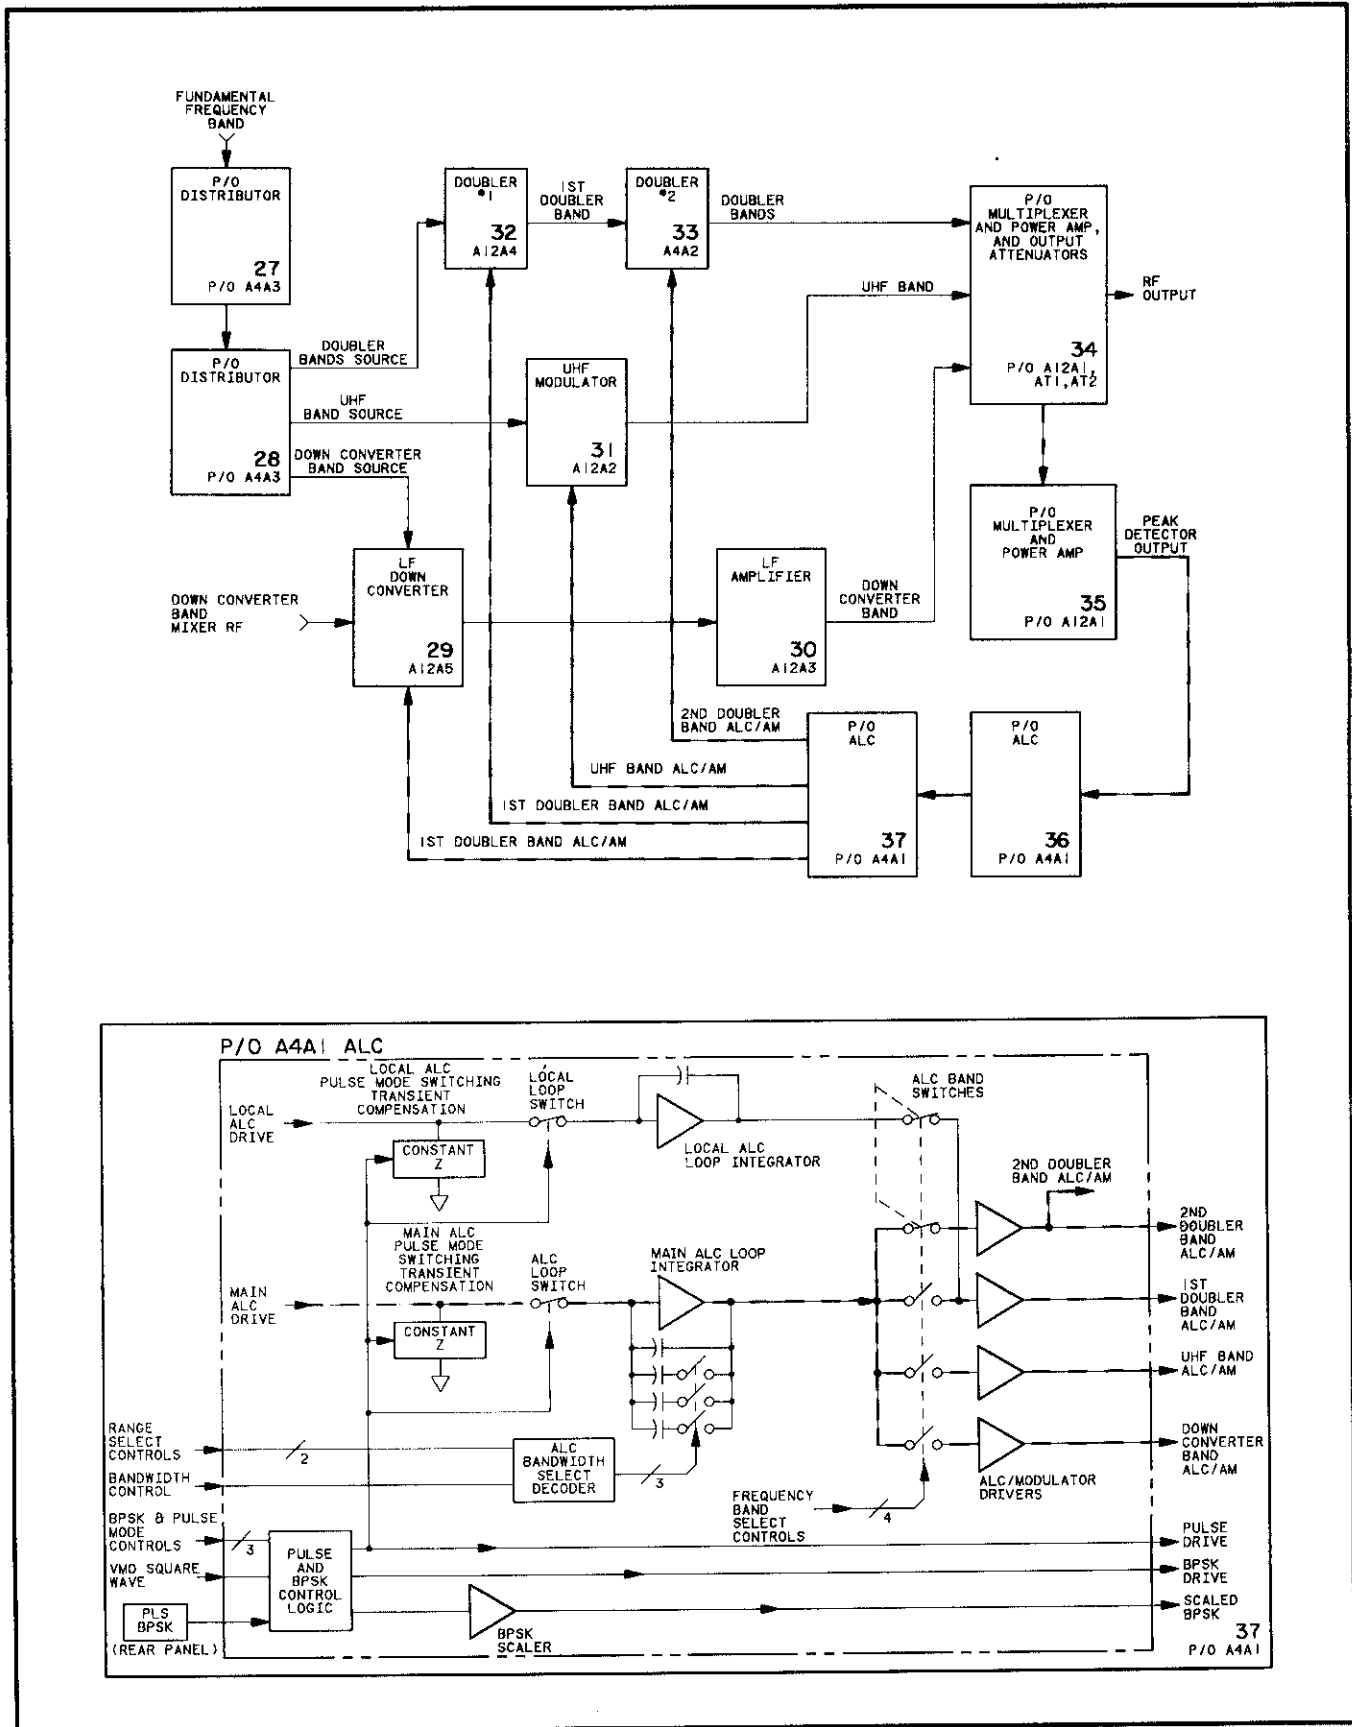 FUNDAMENTAL
FREQUENCY
BAND
P/O
DISTRIBUTOR
27
P/O A4A3
DOUBLER
#1
32
A12A4
1ST
DOUBLER
BAND
DOUBLER
#2
33
A4A2
DOUBLER
BANDS
P/O
MULTIPLEXER
AND POWER AMP,
AND OUTPUT
ATTENUATORS
34
P/O A12A1,
AT1,AT2
RF
OUTPUT
UHF BAND
DOUBLER
BANDS SOURCE
P/O
DISTRIBUTOR
28
P/O A4A3
UHF
BAND SOURCE
DOWN CONVERTER
BAND SOURCE
UHF
MODULATOR
31
A12A2
P/O
MULTIPLEXER
AND
POWER AMP
35
P/O A12A1
PEAK
DETECTOR
OUTPUT
DOWN CONVERTER
BAND
MIXER RF
LF
DOWN
CONVERTER
29
A12A5
LF
AMPLIFIER
30
A12A3
DOWN
CONVERTER
BAND
2ND DOUBLER
BAND ALC/AM
UHF BAND ALC/AM
1ST DOUBLER BAND ALC/AM
1ST DOUBLER BAND ALC/AM
P/O
ALC
37
P/O A4A1
P/O
ALC
36
P/O A4A1
P/O A4A1 ALC
LOCAL ALC
PULSE MODE SWITCHING
TRANSIENT
COMPENSATION
LOCAL
LOOP
SWITCH
ALC BAND
SWITCHES
LOCAL
ALC
DRIVE
CONSTANT
Z
LOCAL ALC
LOOP INTEGRATOR
2ND DOUBLER
BAND ALC/AM
2ND
DOUBLER
BAND
ALC/AM
MAIN ALC
PULSE MODE
SWITCHING
TRANSIENT
COMPENSATION
ALC
LOOP
SWITCH
MAIN ALC LOOP
INTEGRATOR
MAIN
ALC
DRIVE
CONSTANT
Z
1ST
DOUBLER
BAND
ALC/AM
UHF BAND
ALC/AM
RANGE
SELECT
CONTROLS
2
BANDWIDTH
CONTROL
ALC
BANDWIDTH
SELECT
DECODER
3
DOWN
CONVERTER
BAND
ALC/AM
ALC/MODULATOR
DRIVERS
FREQUENCY
BAND
SELECT
CONTROLS
4
BPSK & PULSE
MODE
CONTROLS
3
VMD SQUARE
WAVE
PULSE
AND
BPSK
CONTROL
LOGIC
PLS
BPSK
(REAR PANEL)
BPSK
SCALER
PULSE
DRIVE
BPSK
DRIVE
SCALED
BPSK
37
P/O A4A1